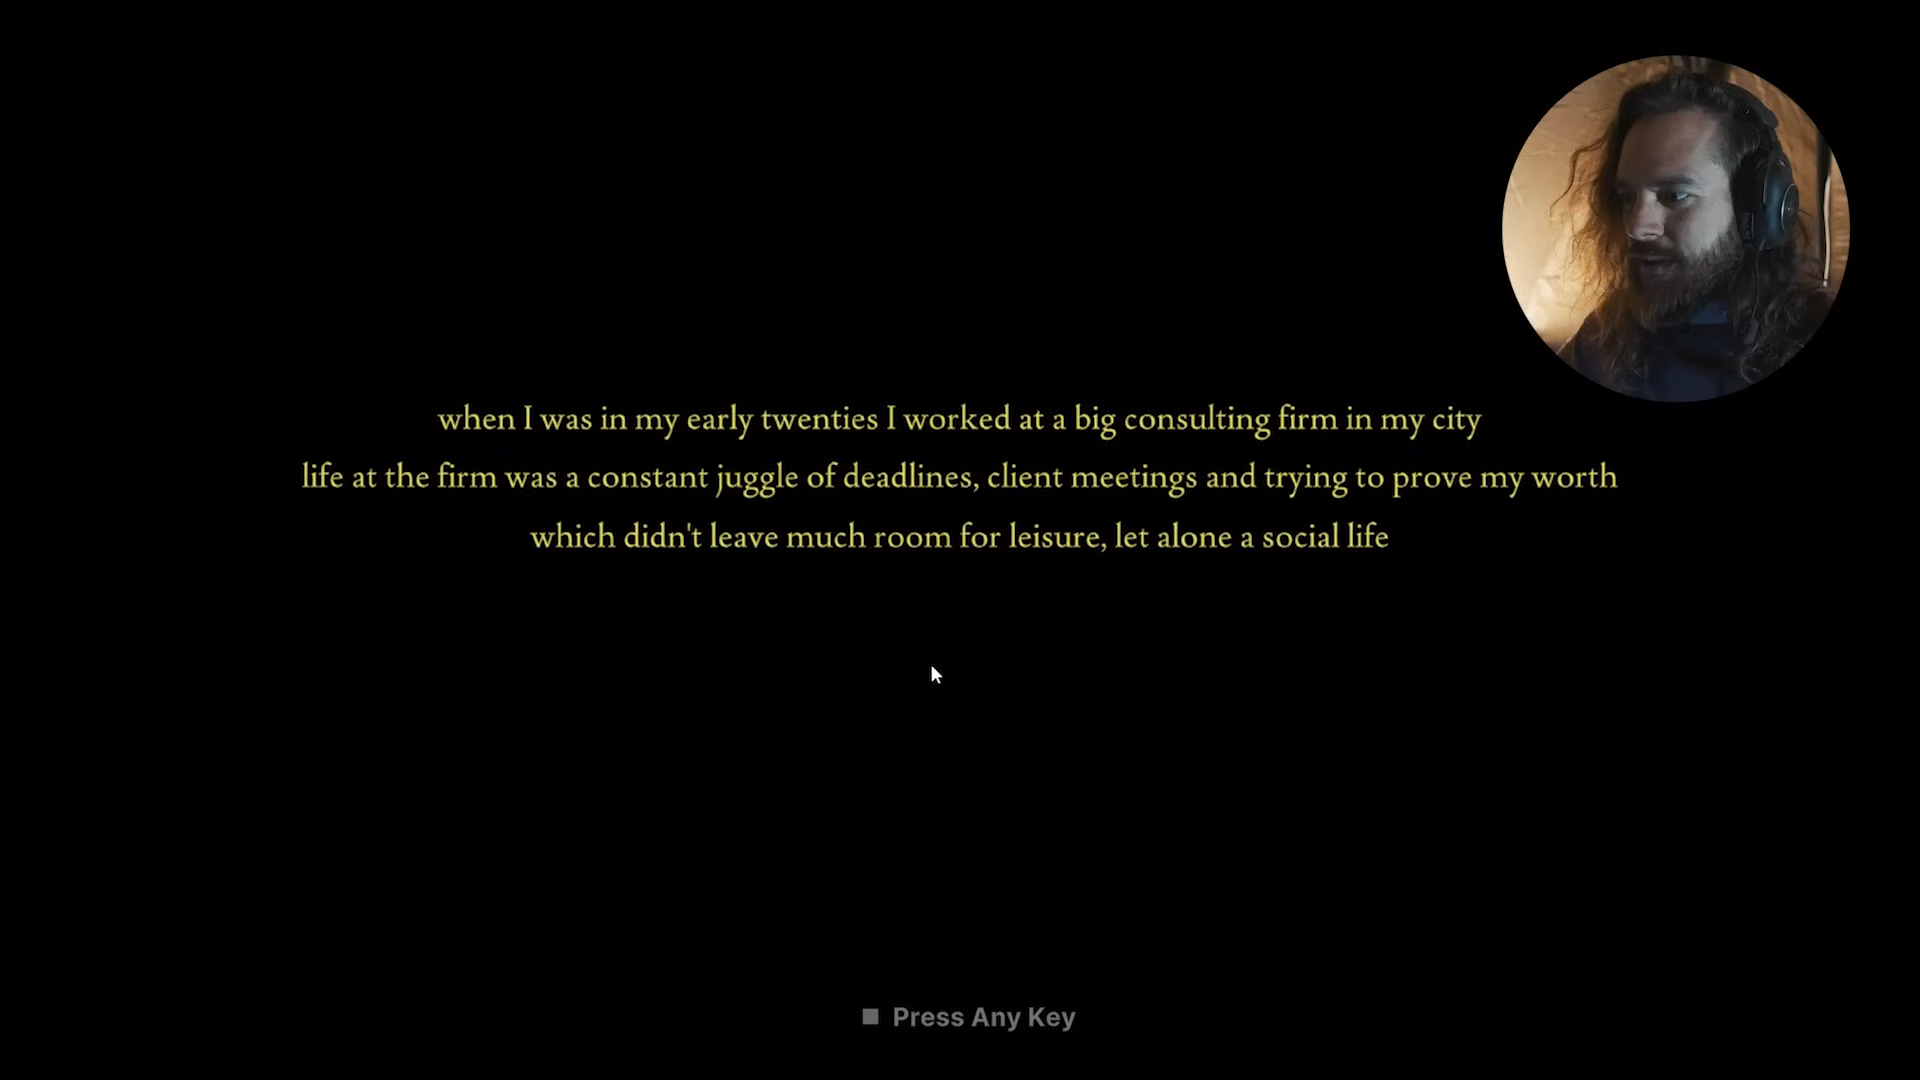 when I was in my early twenties I worked at a big consulting firm in my city
life at the firm was a constant juggle of deadlines, client meetings and trying to prove my worth
which didn't leave much room for leisure, let alone a social life
Press Any Key